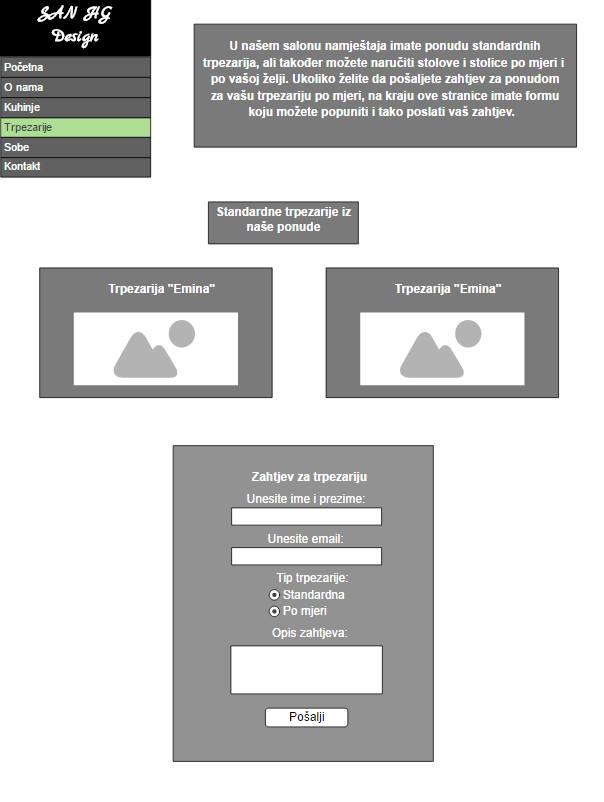 SAN HG
Design
Početna
O nama
Kuhinje
Trpezarije
Sobe
Kontakt
U našem salonu namještaja imate ponudu standardnih
trpezarija, ali također možete naručiti stolove i stolice po mjeri i
po vašoj želji. Ukoliko želite da pošaljete zahtjev za ponudom
za vašu trpezariju po mjeri, na kraju ove stranice imate formu
koju možete popuniti i tako poslati vaš zahtjev.
Standardne trpezarije iz
naše ponude
Trpezarija "Emina"
Trpezarija "Emina"
Zahtjev za trpezariju
Unesite ime i prezime:
Unesite email:
Tip trpezarije:
Standardna
Po mjeri
Opis zahtjeva:
Pošalji